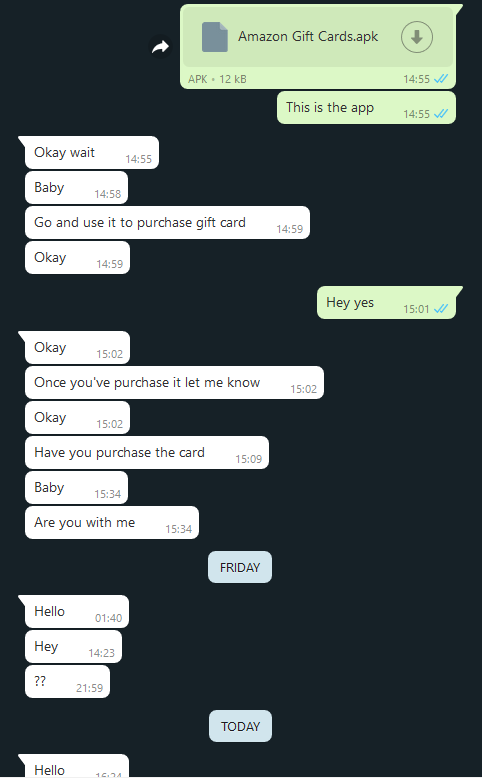 Amazon Gift Cards.apk
APK • 12 kB 14:55
This is the app 14:55
Okay wait 14:55
Baby 14:58
Go and use it to purchase gift card 14:59
Okay 14:59
Hey yes 15:01
Okay 15:02
Once you've purchase it let me know 15:02
Okay 15:02
Have you purchase the card 15:09
Baby 15:34
Are you with me 15:34
FRIDAY
Hello 01:40
Hey 14:23
?? 21:59
TODAY
Hello 16:24